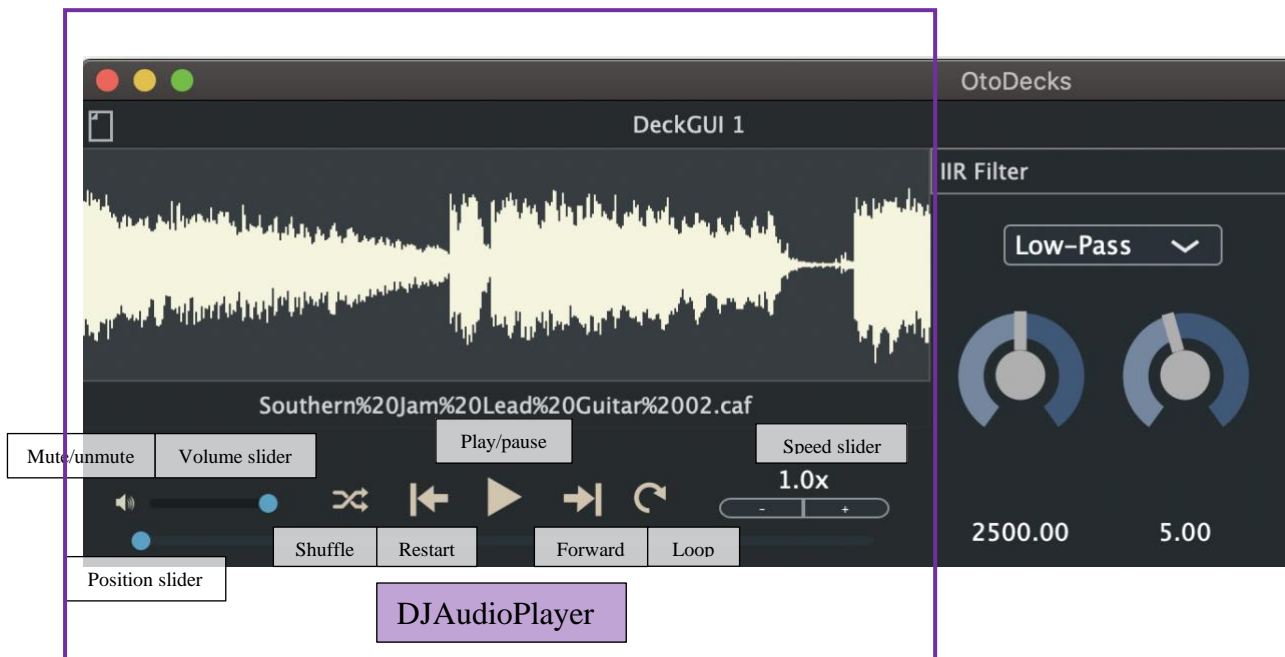 OtoDecks
DeckGUI 1
IIR Filter
Low-Pass
Southern%20Jam%20Lead%20Guitar%2002.caf
Mute/unmute
Volume slider
Play/pause
Speed slider
1.0x
- +
Shuffle
Restart
Forward
Loop
2500.00
5.00
Position slider
DJAudioPlayer